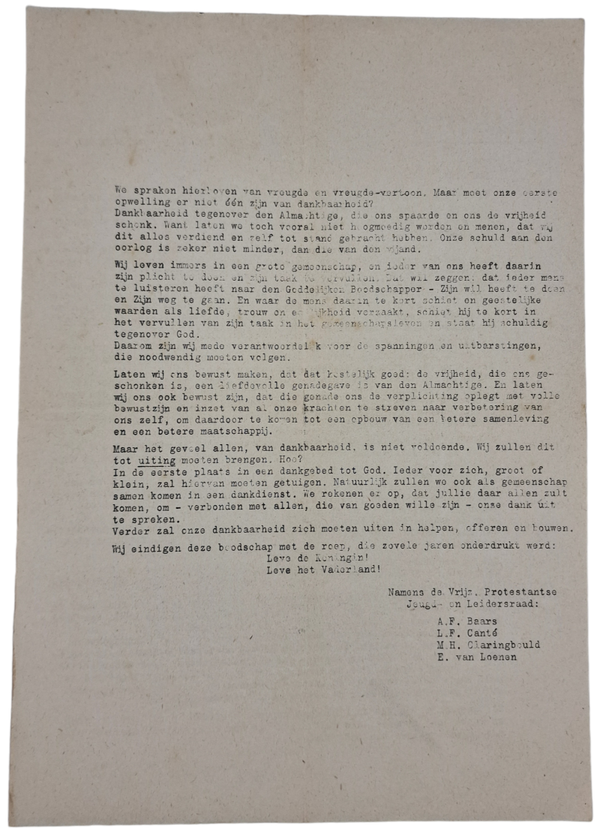 We spraken hierboven van vreugde en vreugde-vertoon. Maar moet onze eerste
opwelling er niet één zijn van dankbaarheid?
Dankbaarheid tegenover den Almachtige, die ons spaarde en ons de vrijheid
schonk. Want laten we toch vooral niet hoogmoedig worden en menen, dat wij
dit alles verdiend en zelf tot stand gebracht hebben. Onze schuld aan den
oorlog is zeker niet minder, dan die van den vijand.
Wij leven immers in een grote gemeenschap, en ieder van ons heeft daarin
zijn plicht te doen en zijn taak te vervullen. Dat wil zeggen: dat ieder mens
te luisteren heeft naar den Goddelijken Boodschapper - Zijn wil heeft te doen
en Zijn weg te gaan. En waar de mens daarin te kort schiet en geestelijke
waarden als liefde, trouw en eerlijkheid verzaakt, schiet hij te kort in
het vervullen van zijn taak in het gemeenschapsleven en staat hij schuldig
tegenover God.
Daarom zijn wij mede verantwoordelijk voor de spanningen en uitbarstingen,
die noodwendig moeten volgen.
Laten wij ons bewust maken, dat dat kostelijk goed: de vrijheid, die ons ge-
schonken is, een liefdevolle genadegave is van den Almachtige. En laten
wij ons ook bewust zijn, dat die genade ons de verplichting oplegt met volle
bewustzijn en inzet van al onze krachten te streven naar verbetering van
ons zelf, om daardoor te komen tot een opbouw van een betere samenleving
en een betere maatschappij.
Maar het gevoel allen, van dankbaarheid, is niet voldoende. Wij zullen dit
tot uiting moeten brengen. Hoe?
In de eerste plaats in een dankgebed tot God. Ieder voor zich, groot of
klein, zal hiervan moeten getuigen. Natuurlijk zullen we ook als gemeenschap
samen komen in een dankdienst. We rekenen er op, dat jullie daar allen zult
komen, om - verbonden met allen, die van goeden wille zijn - onze dank uit
te spreken.
Verder zal onze dankbaarheid zich moeten uiten in helpen, offeren en bouwen.
Wij eindigen deze boodschap met de roep, die zovele jaren onderdrukt werd:
Leve de Koningin!
Leve het Vaderland!
Namens de Vrijz. Protestantse
Jeugd- en Leidersraad:
A.F. Baars
L.F. Canté
M.H. Claringbould
E. van Loenen